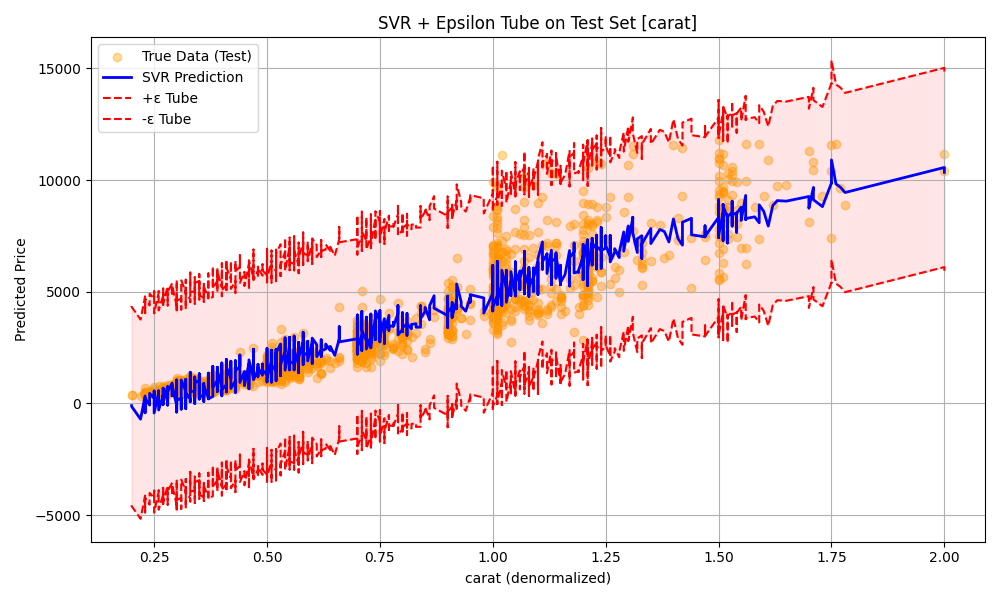 SVR + Epsilon Tube on Test Set [carat]
True Data (Test)
SVR Prediction
+ε Tube
-ε Tube
Predicted Price
15000
10000
5000
0
−5000
0.25
0.50
0.75
1.00
1.25
1.50
1.75
2.00
carat (denormalized)